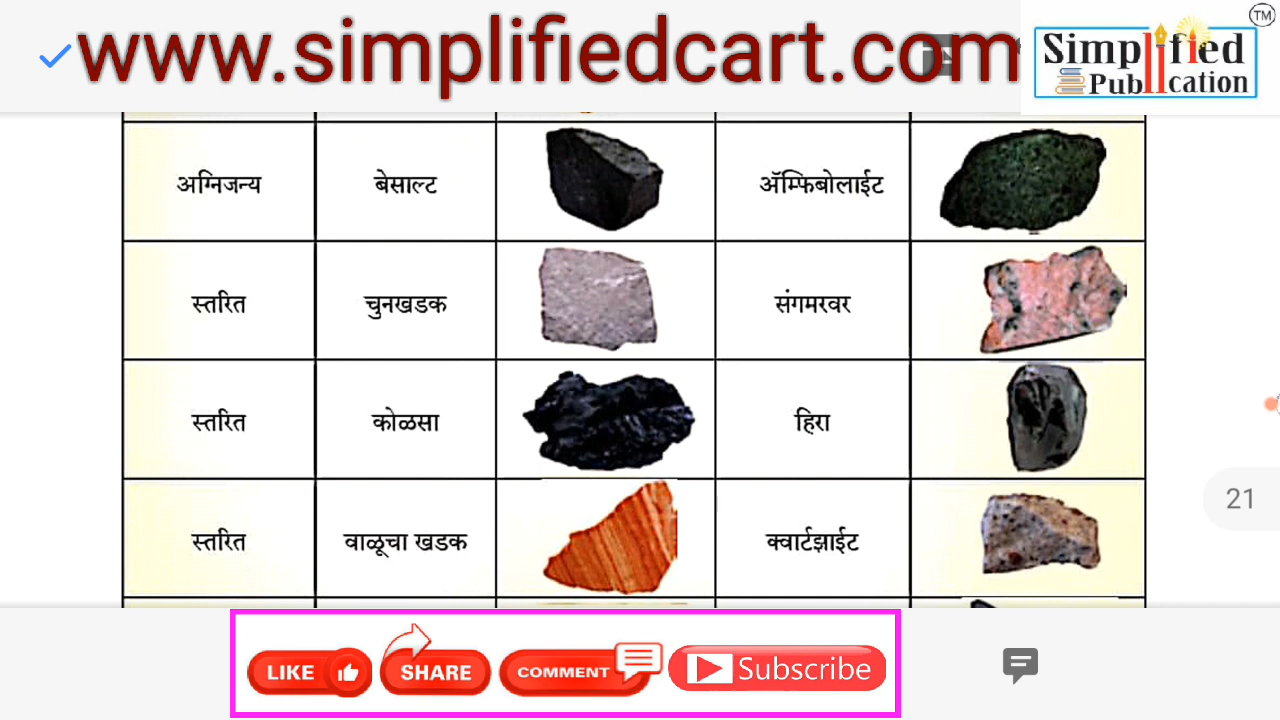 www.simplifiedcart.com
Simplified
Publication
TM
अग्निजन्य बेसाल्ट ॲम्फिबोलाईट
स्तरित चुनखडक संगमरवर
स्तरित कोळसा हिरा
21
स्तरित वाळूचा खडक क्वार्टझाईट
LIKE SHARE COMMENT Subscribe